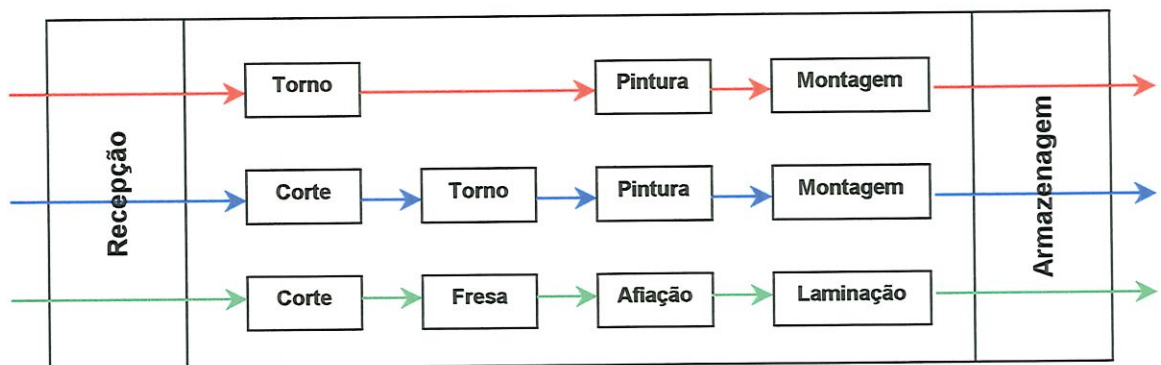 Recepção
Torno
Pintura
Montagem
Corte
Torno
Pintura
Montagem
Corte
Fresa
Afiação
Laminação
Armazenagem